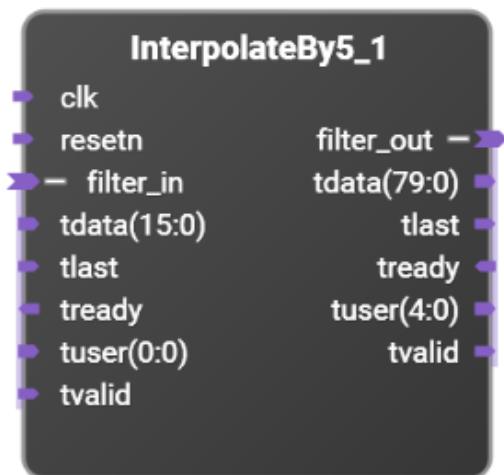 InterpolateBy5_1
clk
resetn
filter_out
filter_in
tdata(79:0)
tdata(15:0)
tlast
tlast
tready
tready
tuser(4:0)
tuser(0:0)
tvalid
tvalid